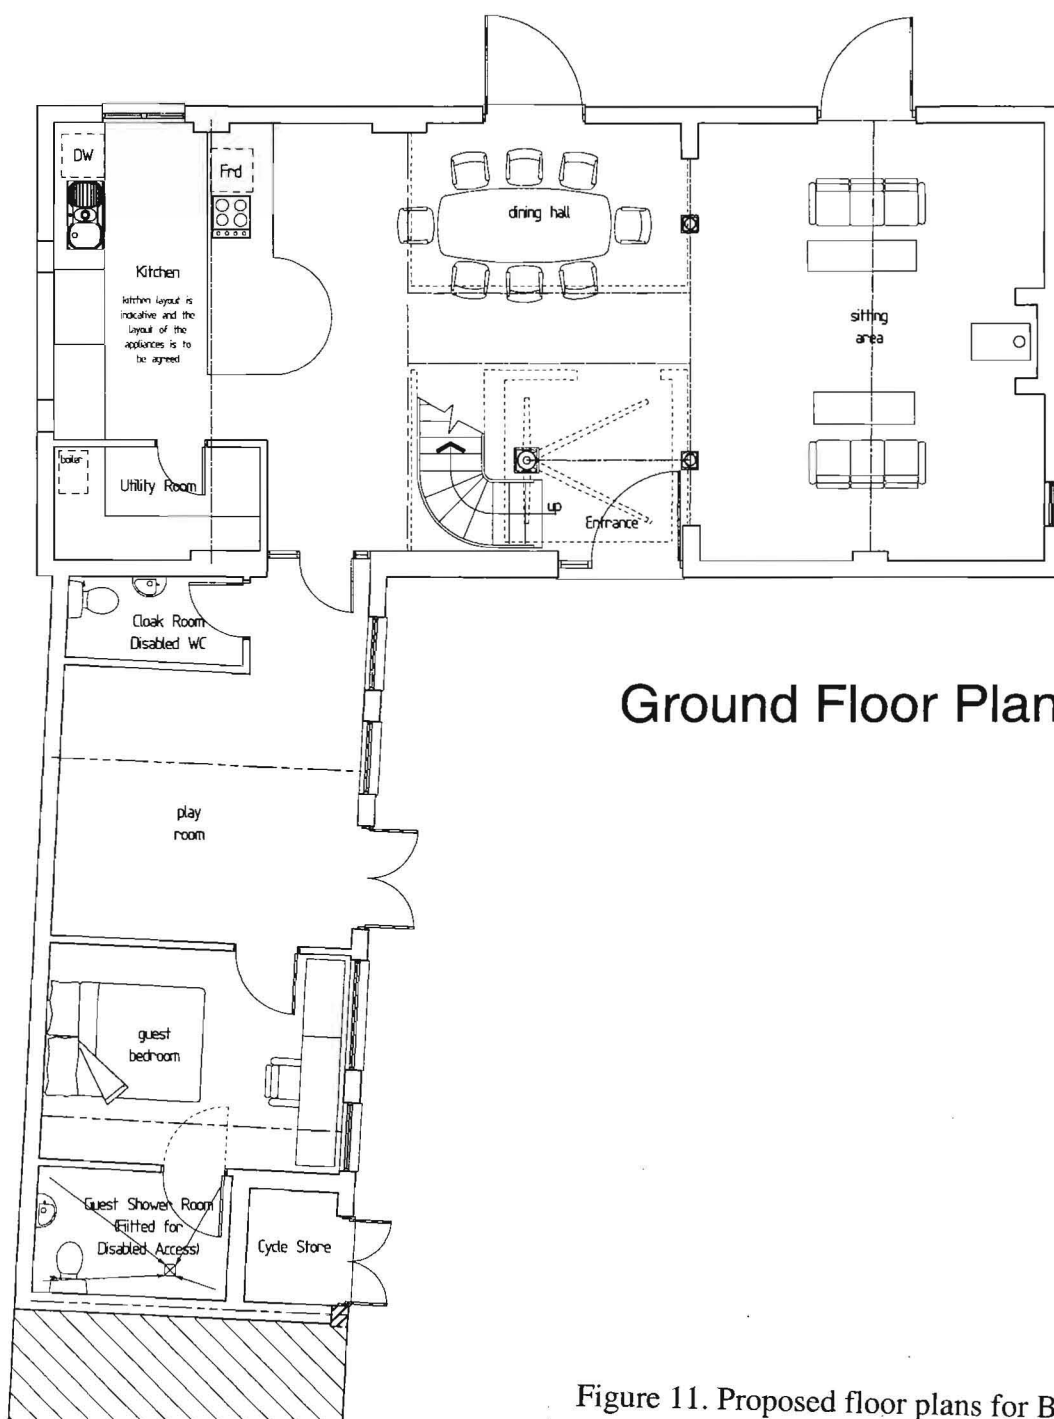 DW
Frd
dining hall
Kitchen
kitchen layout is
indicative and the
layout of the
appliances is to
be agreed
sitting
area
boiler
Utility Room
up
Entrance
Cloak Room
Disabled WC
Ground Floor Plan
play
room
guest
bedroom
Guest Shower Room
(Fitted for
Disabled Access)
Cycle Store
Figure 11. Proposed floor plans for B